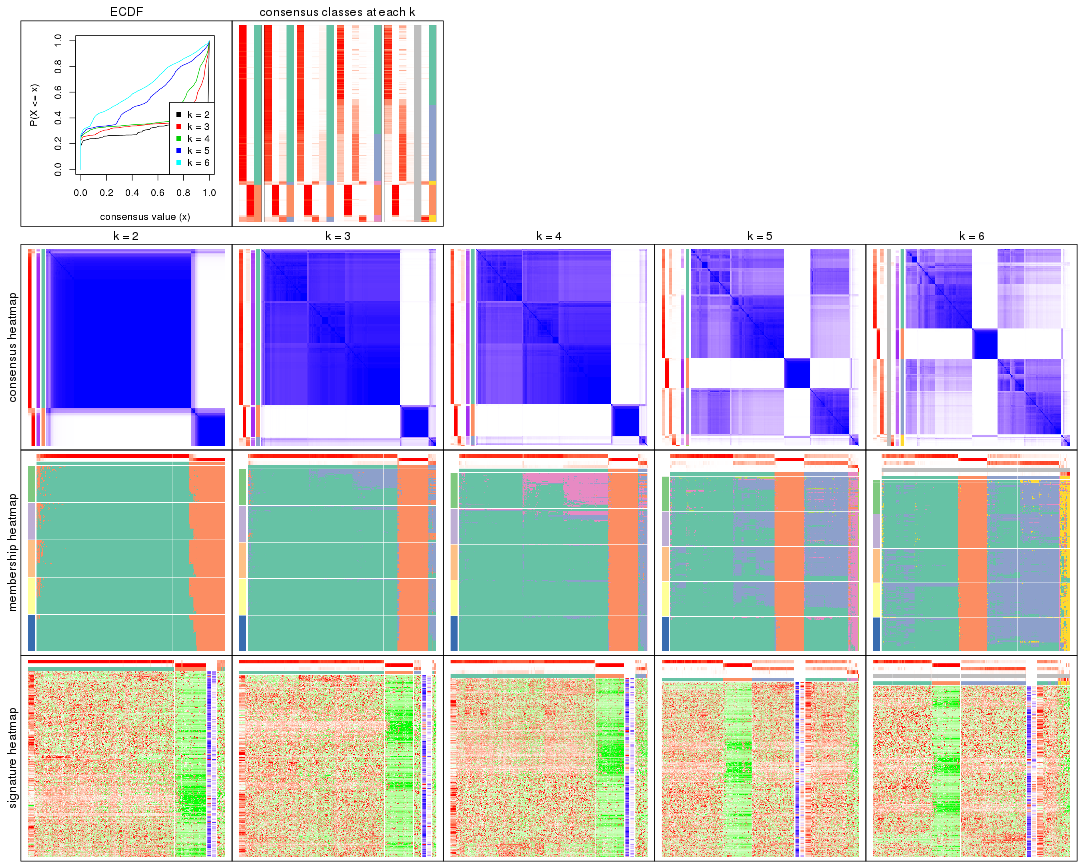 ECDF
consensus classes at each k
P(X <= x)
0.0 0.2 0.4 0.6 0.8 1.0
k = 2
k = 3
k = 4
k = 5
k = 6
0.0 0.2 0.4 0.6 0.8 1.0
consensus value (x)
k = 2
k = 3
k = 4
k = 5
k = 6
consensus heatmap
membership heatmap
signature heatmap